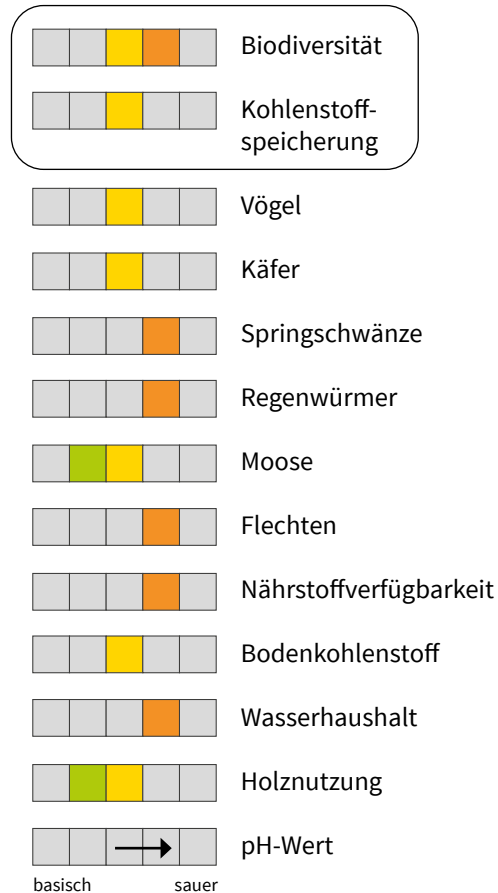 Biodiversität
Kohlenstoff-
speicherung
Vögel
Käfer
Springschwänze
Regenwürmer
Moose
Flechten
Nährstoffverfügbarkeit
Bodenkohlenstoff
Wasserhaushalt
Holznutzung
pH-Wert
basisch sauer